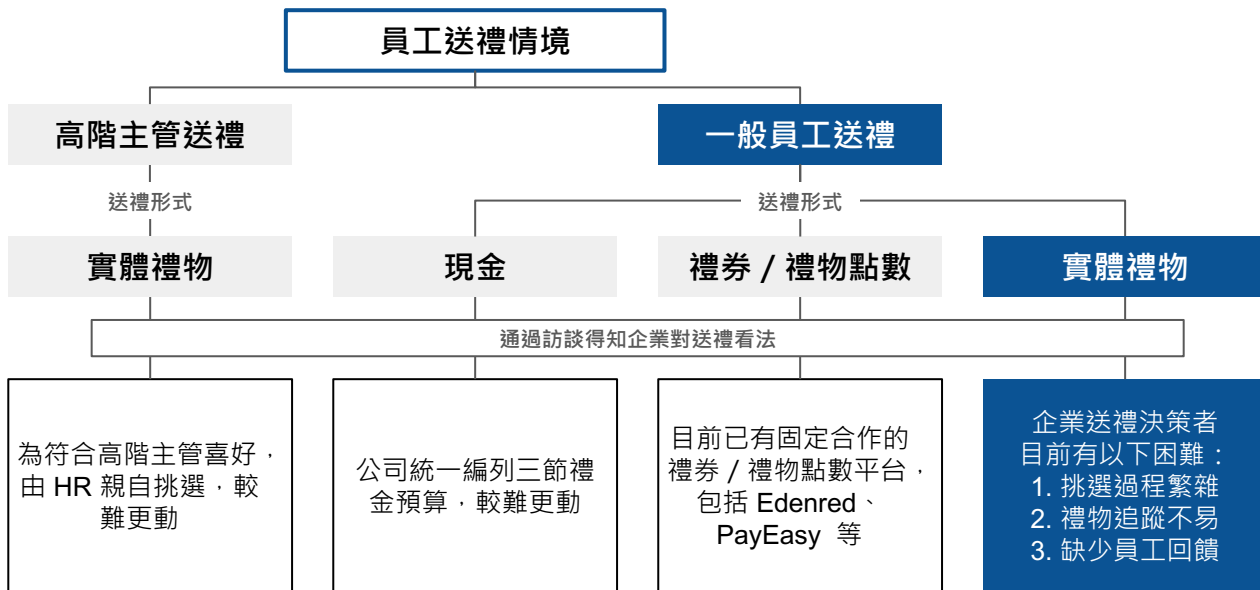 員工送禮情境
高階主管送禮
一般員工送禮
送禮形式
送禮形式
實體禮物
現金
禮券 / 禮物點數
實體禮物
通過訪談得知企業對送禮看法
為符合高階主管喜好，
由 HR 親自挑選，較
難更動
公司統一編列三節禮
金預算，較難更動
目前已有固定合作的
禮券 / 禮物點數平台，
包括 Edenred、
PayEasy 等
企業送禮決策者
目前有以下困難：
1. 挑選過程繁雜
2. 禮物追蹤不易
3. 缺少員工回饋